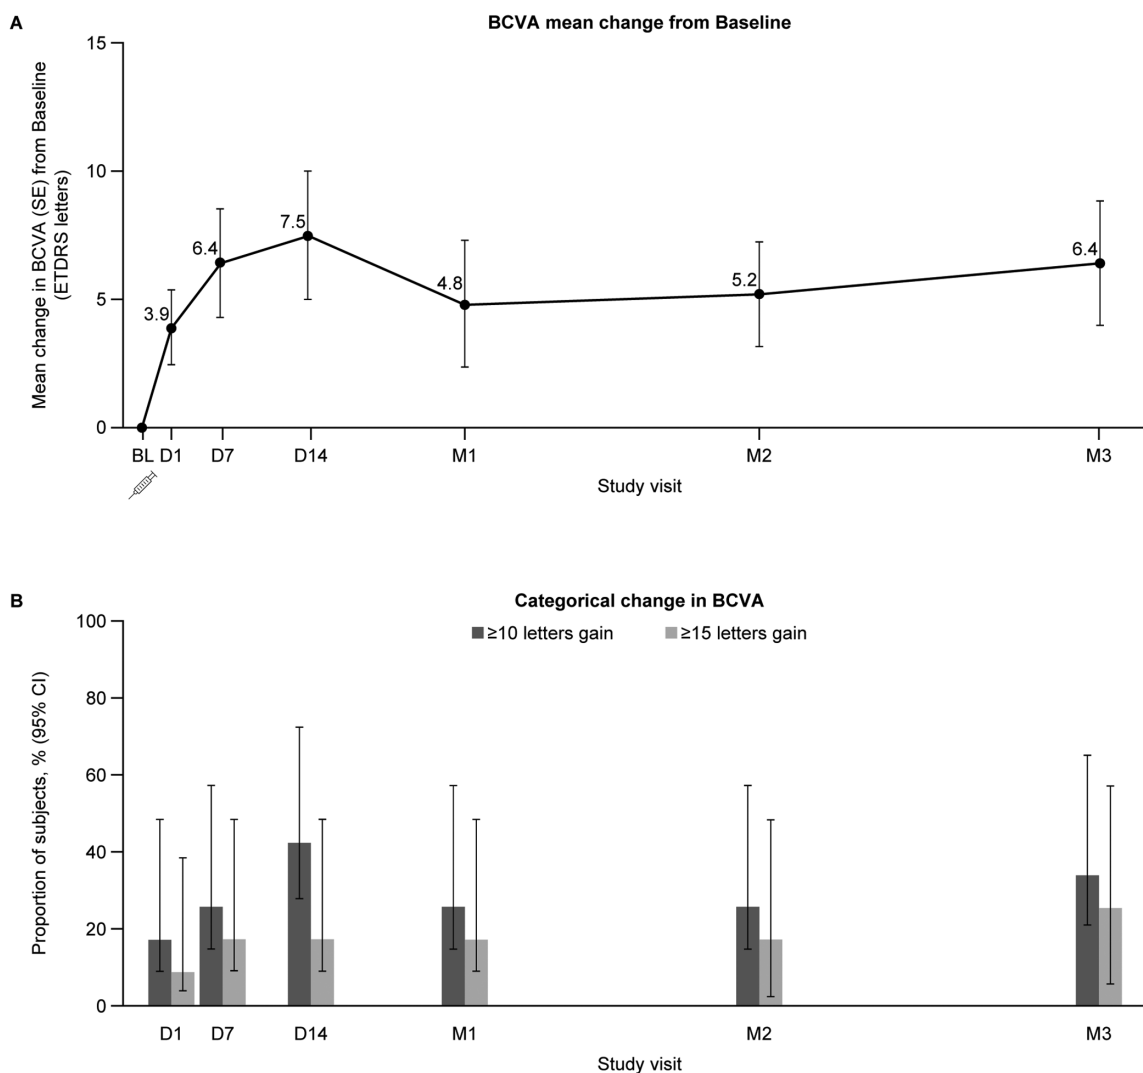 A
BCVA mean change from Baseline
Mean change in BCVA (SE) from Baseline
(ETDRS letters)
15
10
5
0
3.9
6.4
7.5
4.8
5.2
6.4
BL D1 D7 D14 M1 M2 M3
Study visit
B
Categorical change in BCVA
≥10 letters gain ≥15 letters gain
Proportion of subjects, % (95% CI)
100
80
60
40
20
0
D1 D7 D14 M1 M2 M3
Study visit